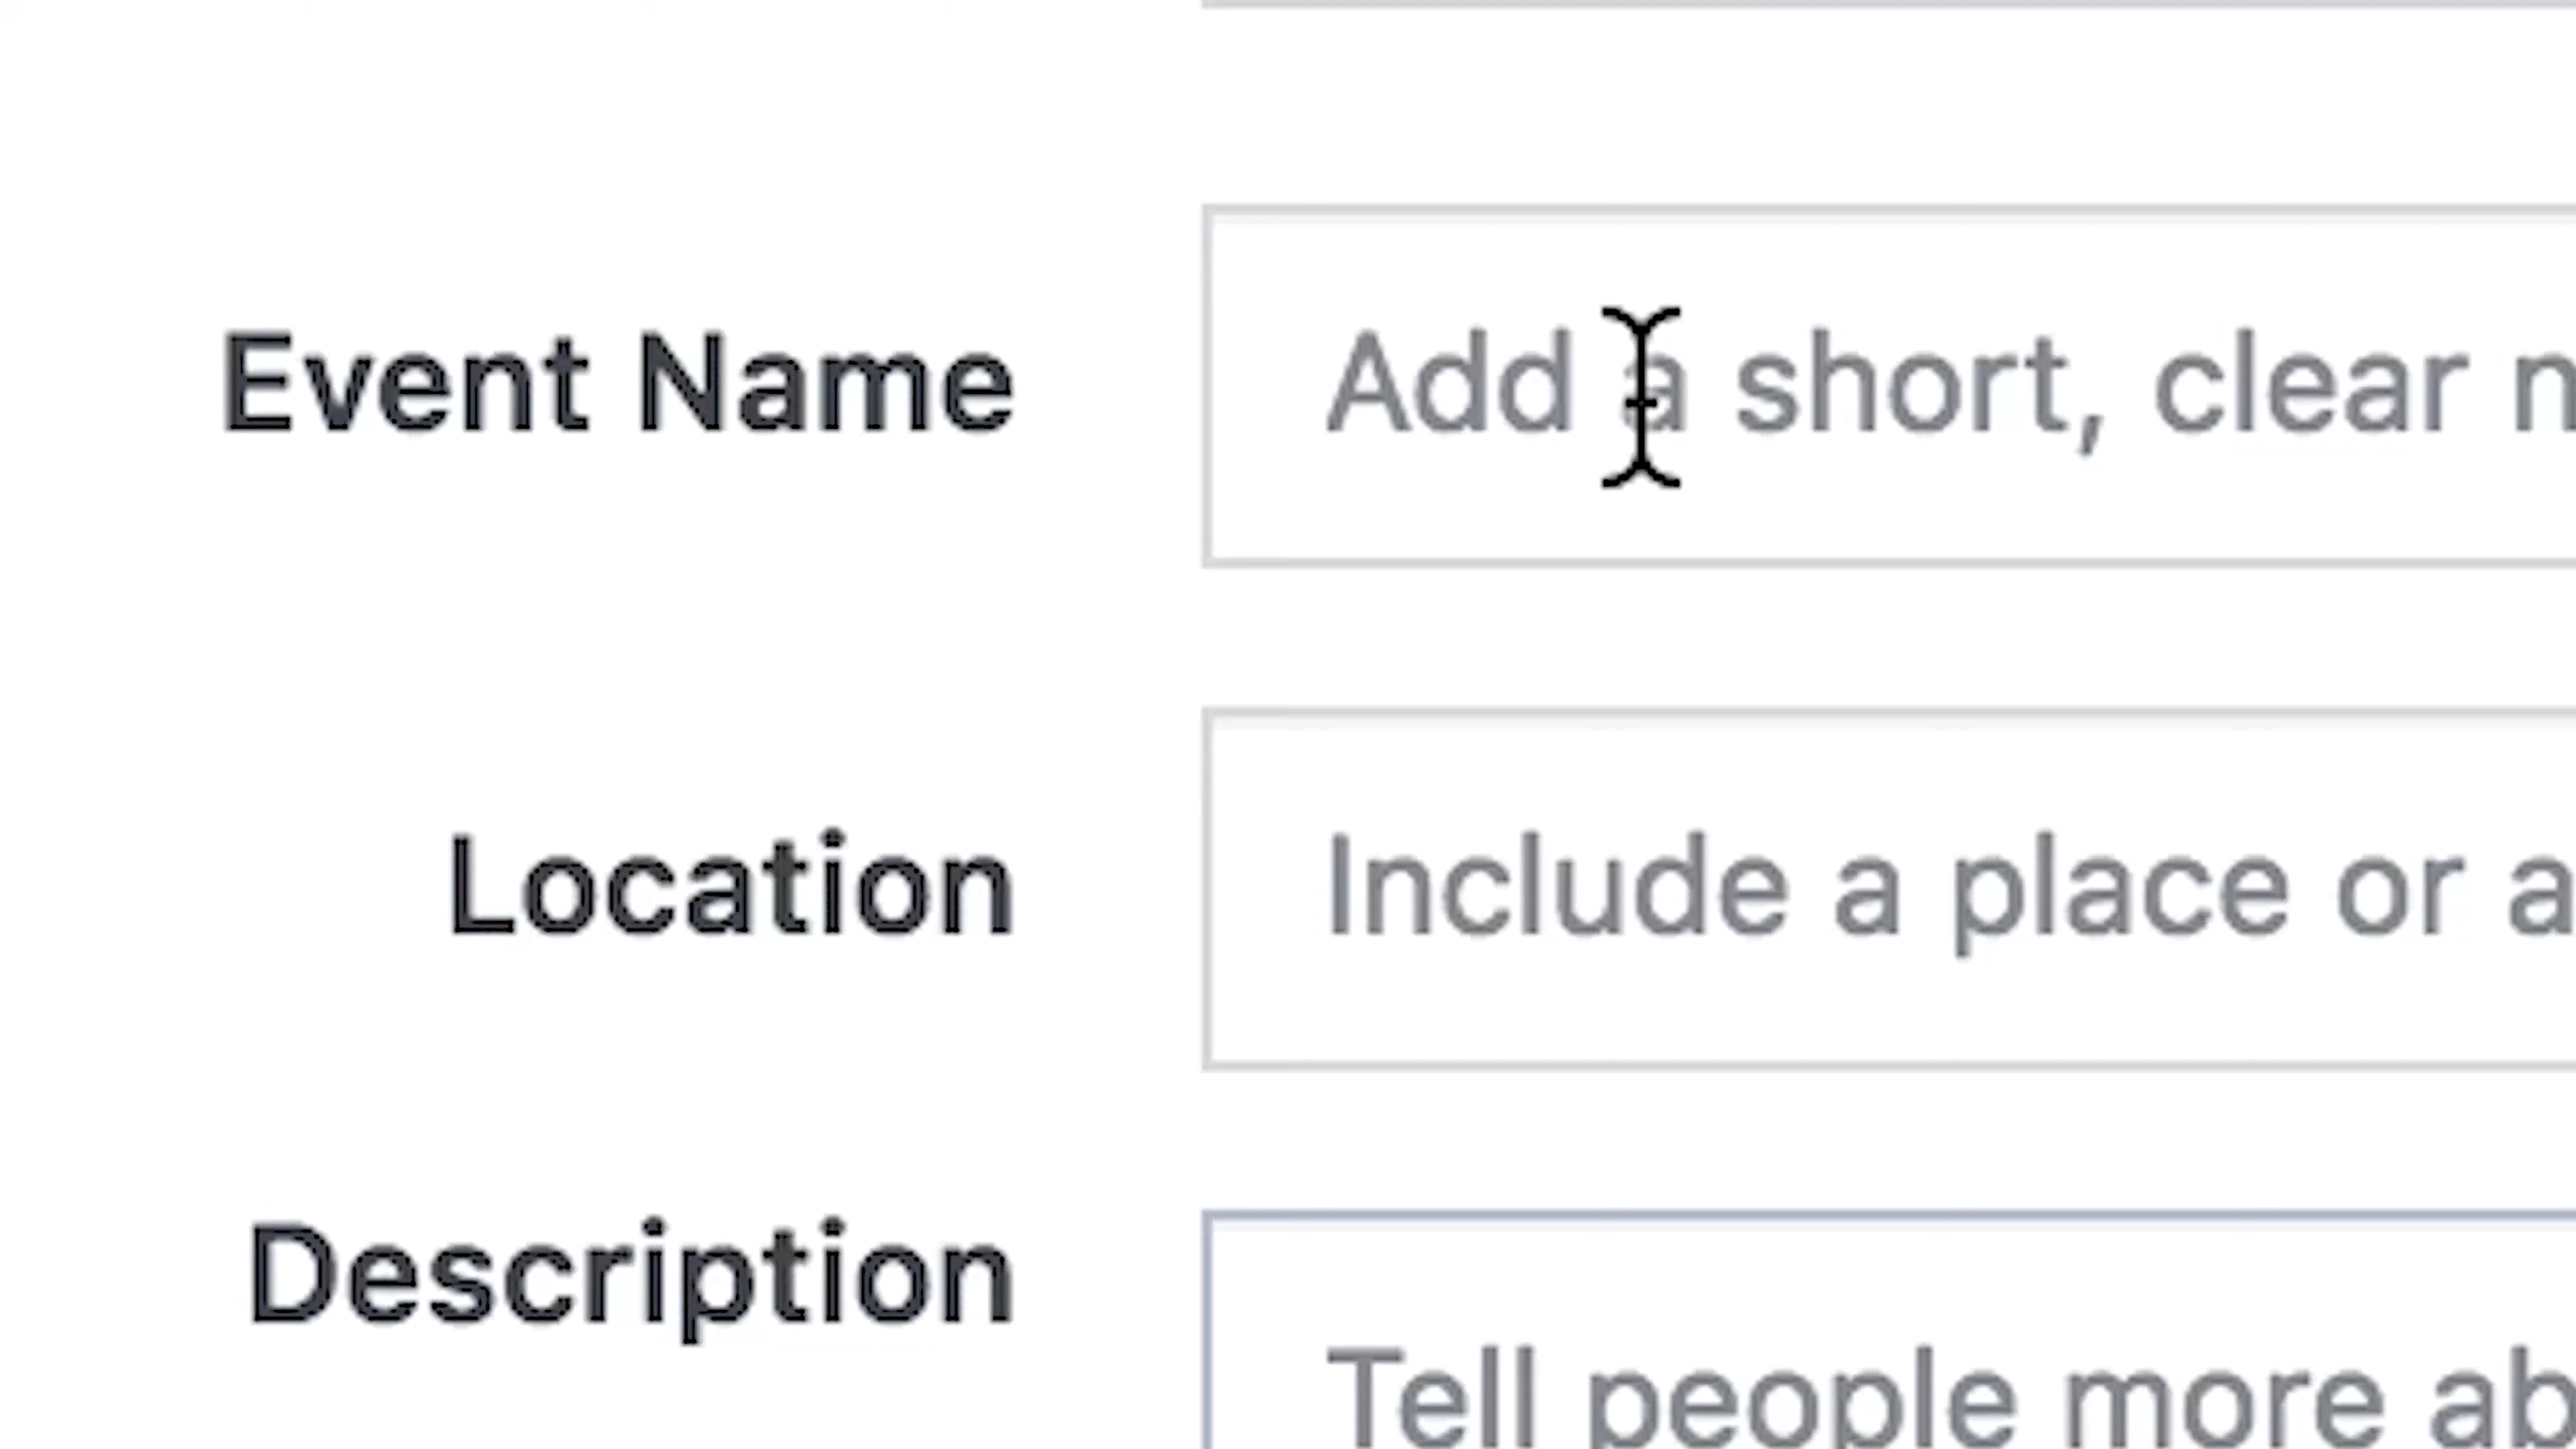 Event Name Add a short, clear
Location Include a place or a
Description
Tell people more